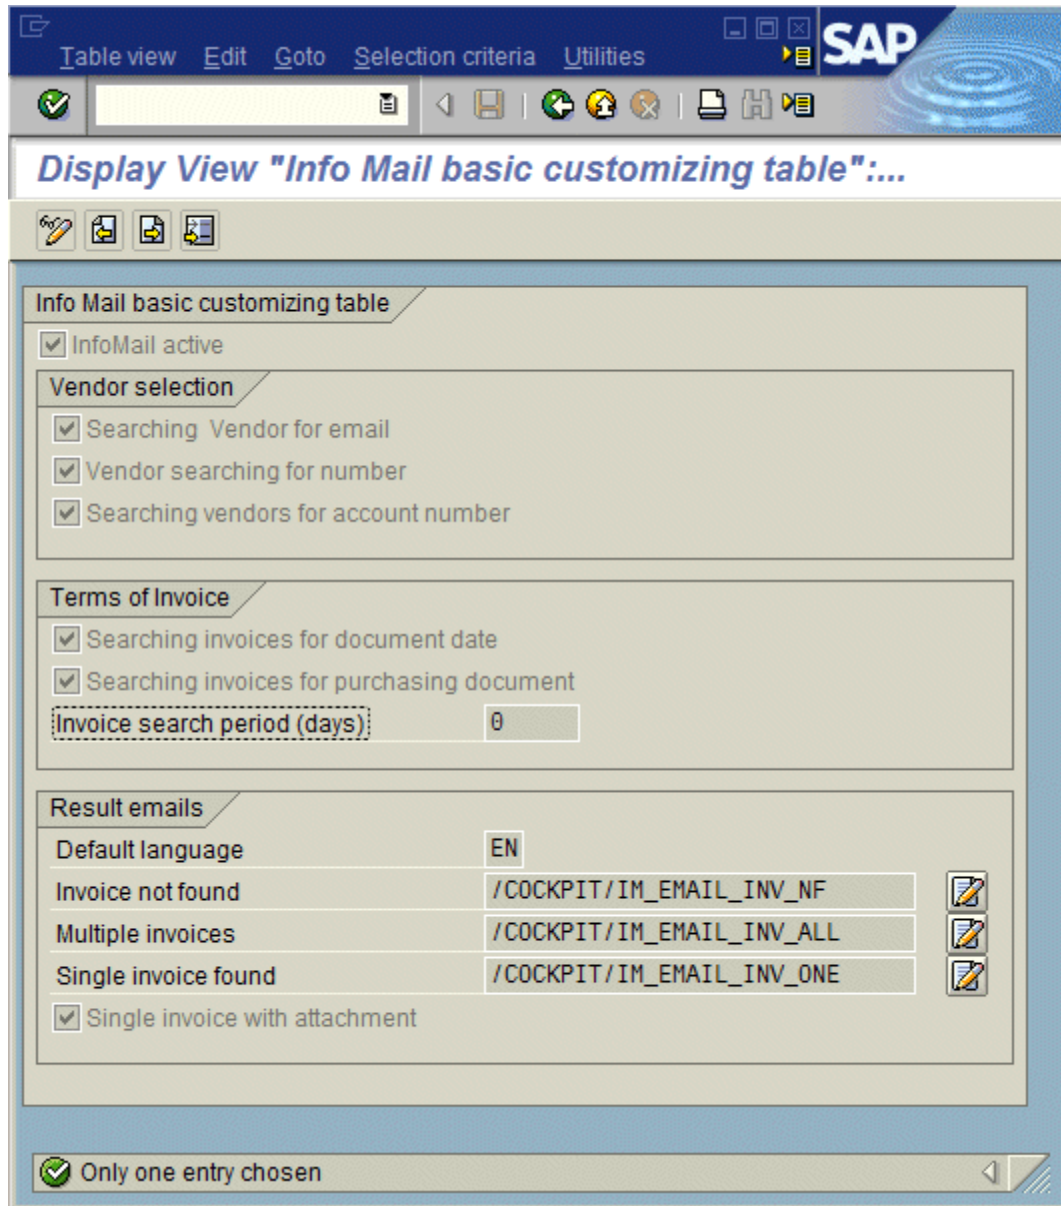 Table view Edit Goto Selection criteria Utilities
SAP
Display View "Info Mail basic customizing table":...
Info Mail basic customizing table
InfoMail active
Vendor selection
Searching  Vendor for email
Vendor searching for number
Searching vendors for account number
Terms of Invoice
Searching invoices for document date
Searching invoices for purchasing document
Invoice search period (days) 0
Result emails
Default language EN
Invoice not found /COCKPIT/IM_EMAIL_INV_NF
Multiple invoices /COCKPIT/IM_EMAIL_INV_ALL
Single invoice found /COCKPIT/IM_EMAIL_INV_ONE
Single invoice with attachment
Only one entry chosen